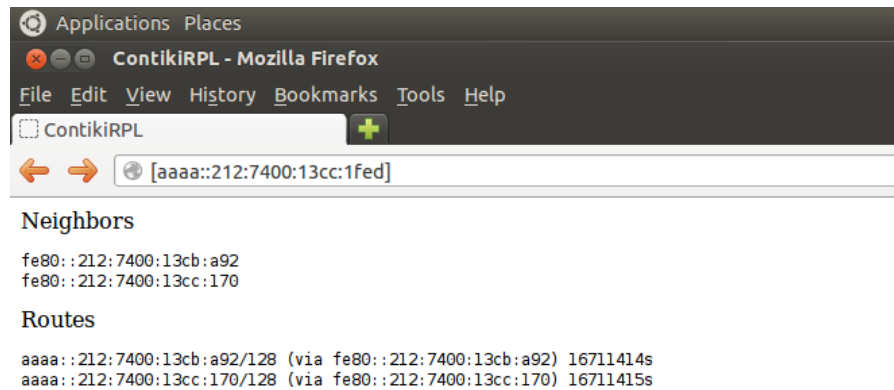 Applications Places
ContikiRPL - Mozilla Firefox
File Edit View History Bookmarks Tools Help
ContikiRPL
[aaaa::212:7400:13cc:1fed]
Neighbors
fe80::212:7400:13cb:a92
fe80::212:7400:13cc:170
Routes
aaaa::212:7400:13cb:a92/128 (via fe80::212:7400:13cb:a92) 16711414s
aaaa::212:7400:13cc:170/128 (via fe80::212:7400:13cc:170) 16711415s